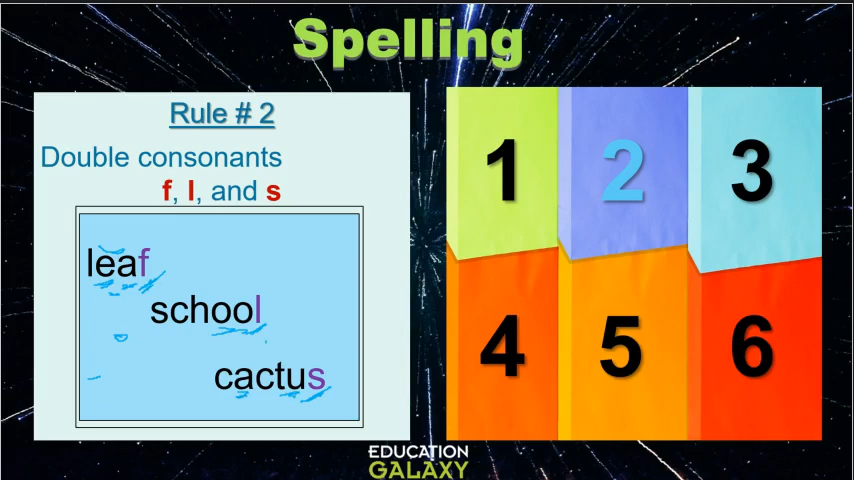 Spelling
Rule # 2
Double consonants
f, l, and s
leaf
school
cactus
1 2 3
4 5 6
EDUCATION
GALAXY